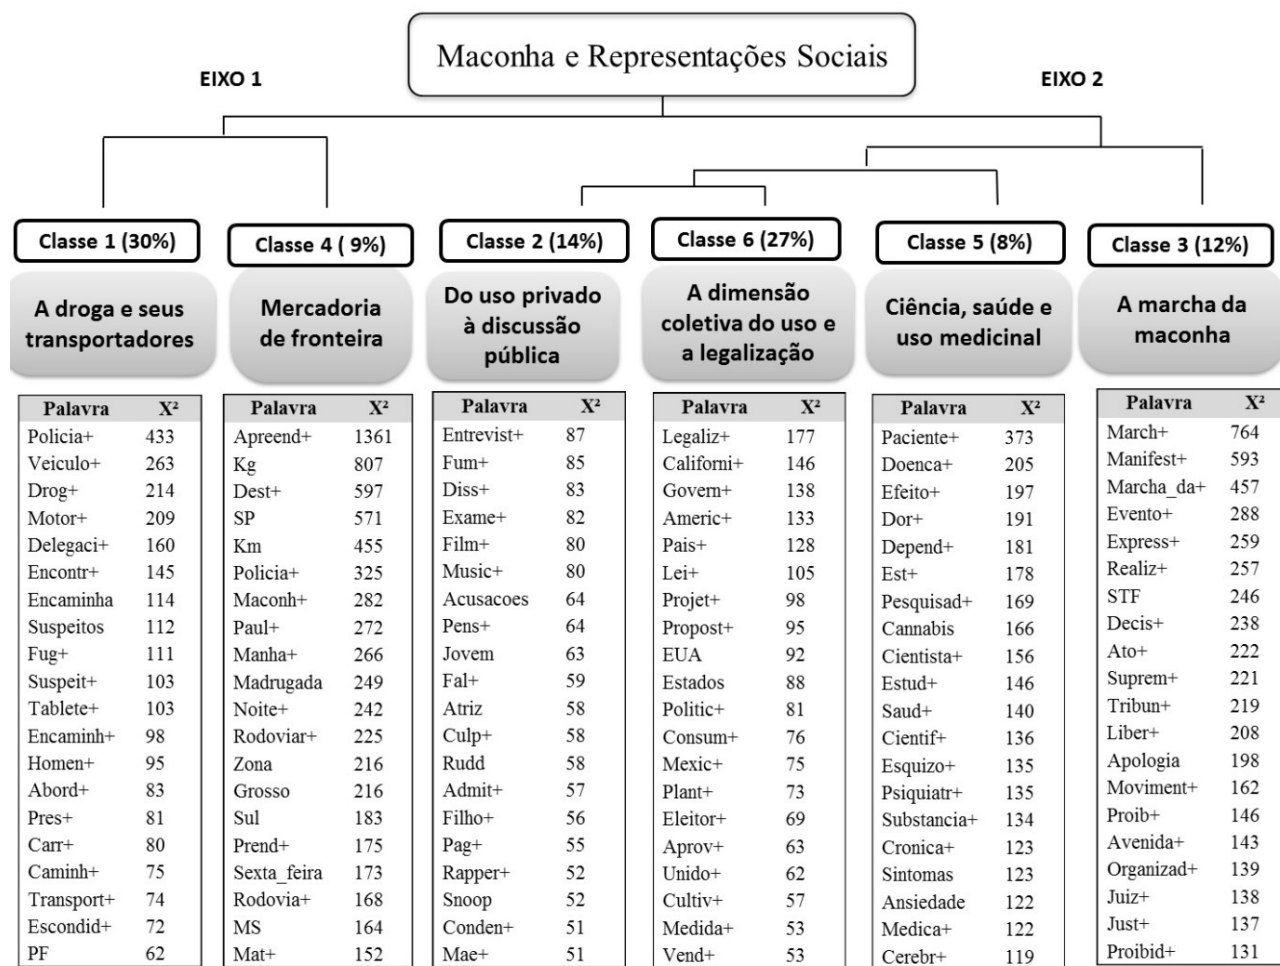 Maconha e Representações Sociais
EIXO 1
EIXO 2
Classe 1 (30%)
A droga e seus
transportadores
Palavra X²
Policia+ 433
Veiculo+ 263
Drog+ 214
Motor+ 209
Delegaci+ 160
Encontr+ 145
Encaminha 114
Suspeitos 112
Fug+ 111
Suspeit+ 103
Tablete+ 103
Encaminh+ 98
Homen+ 95
Abord+ 83
Pres+ 81
Carr+ 80
Caminh+ 75
Transport+ 74
Escondid+ 72
PF 62
Classe 4 ( 9%)
Mercadoria
de fronteira
Palavra X²
Apreend+ 1361
Kg 807
Dest+ 597
SP 571
Km 455
Policia+ 325
Maconh+ 282
Paul+ 272
Manha+ 266
Madrugada 249
Noite+ 242
Rodoviar+ 225
Zona 216
Grosso 216
Sul 183
Prend+ 175
Sexta_feira 173
Rodovia+ 168
MS 164
Mat+ 152
Classe 2 (14%)
Do uso privado
à discussão
pública
Palavra X²
Entrevist+ 87
Fum+ 85
Diss+ 83
Exame+ 82
Film+ 80
Music+ 80
Acusacoes 64
Pens+ 64
Jovem 63
Fal+ 59
Atriz 58
Culp+ 58
Rudd 58
Admit+ 57
Filho+ 56
Pag+ 55
Rapper+ 52
Snoop 52
Conden+ 51
Mae+ 51
Classe 6 (27%)
A dimensão
coletiva do uso e
a legalização
Palavra X²
Legaliz+ 177
Californi+ 146
Govern+ 138
Americ+ 133
Pais+ 128
Lei+ 105
Projet+ 98
Propost+ 95
EUA 92
Estados 88
Politic+ 81
Consum+ 76
Mexic+ 75
Plant+ 73
Eleitor+ 69
Aprov+ 63
Unido+ 62
Cultiv+ 57
Medida+ 53
Vend+ 53
Classe 5 (8%)
Ciência, saúde e
uso medicinal
Palavra X²
Paciente+ 373
Doenca+ 205
Efeito+ 197
Dor+ 191
Depend+ 181
Est+ 178
Pesquisad+ 169
Cannabis 166
Cientista+ 156
Estud+ 146
Saud+ 140
Cientif+ 136
Esquizo+ 135
Psiquiatr+ 135
Substancia+ 134
Cronica+ 123
Sintomas 123
Ansiedade 122
Medica+ 122
Cerebr+ 119
Classe 3 (12%)
A marcha da
maconha
Palavra X²
March+ 764
Manifest+ 593
Marcha_da+ 457
Evento+ 288
Express+ 259
Realiz+ 257
STF 246
Decis+ 238
Ato+ 222
Suprem+ 221
Tribun+ 219
Liber+ 208
Apologia 198
Moviment+ 162
Proib+ 146
Avenida+ 143
Organizad+ 139
Juiz+ 138
Just+ 137
Proibid+ 131